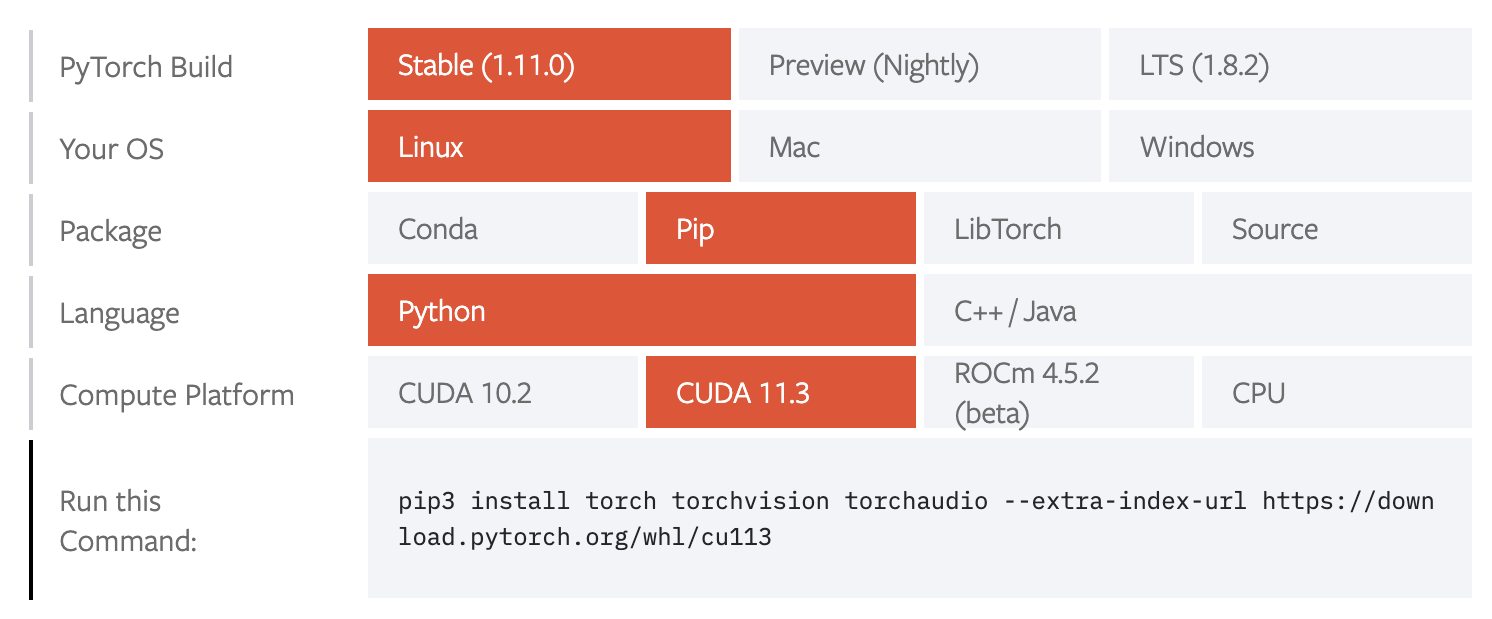 PyTorch Build
Stable (1.11.0)
Preview (Nightly)
LTS (1.8.2)
Your OS
Linux
Mac
Windows
Package
Conda
Pip
LibTorch
Source
Language
Python
C++ / Java
Compute Platform
CUDA 10.2
CUDA 11.3
ROCm 4.5.2
(beta)
CPU
Run this
Command:
pip3 install torch torchvision torchaudio --extra-index-url https://down
load.pytorch.org/whl/cu113